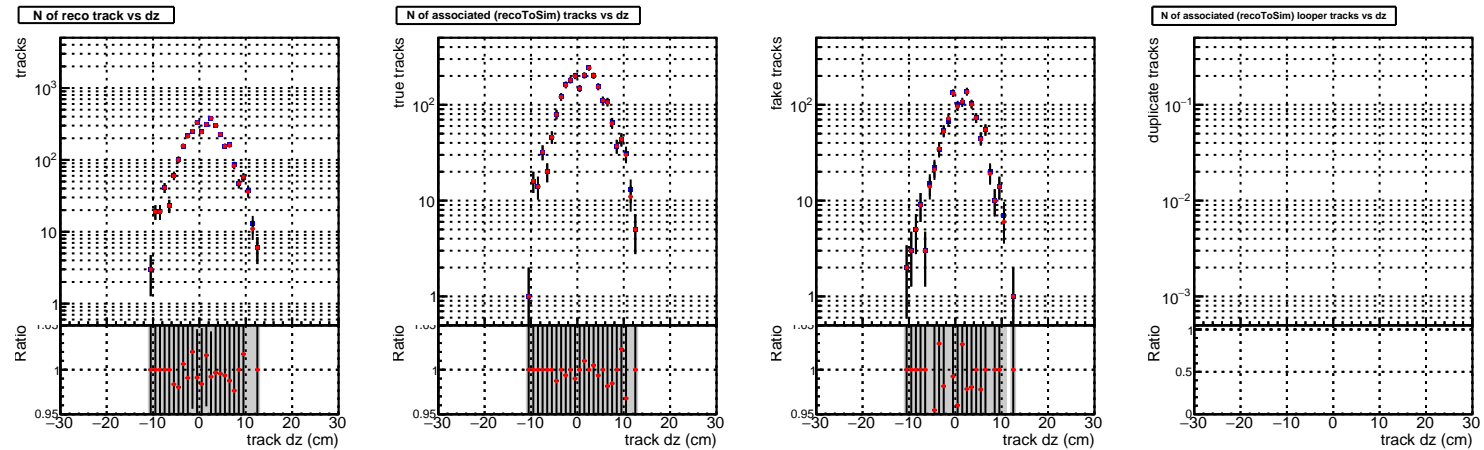 N of reco track vs dz
tracks
10³
10²
10
1
Ratio
1
0.95
−30 −20 −10 0 10 20 30
track dz (cm)
N of associated (recoToSim) tracks vs dz
true tracks
10²
10
1
Ratio
1
0.95
−30 −20 −10 0 10 20 30
track dz (cm)
fake tracks
10²
10
1
Ratio
1
0.95
−30 −20 −10 0 10 20 30
track dz (cm)
N of associated (recoToSim) looper tracks vs dz
duplicate tracks
10⁻¹
10⁻²
10⁻³
Ratio
1
0.5
0
−30 −20 −10 0 10 20 30
track dz (cm)